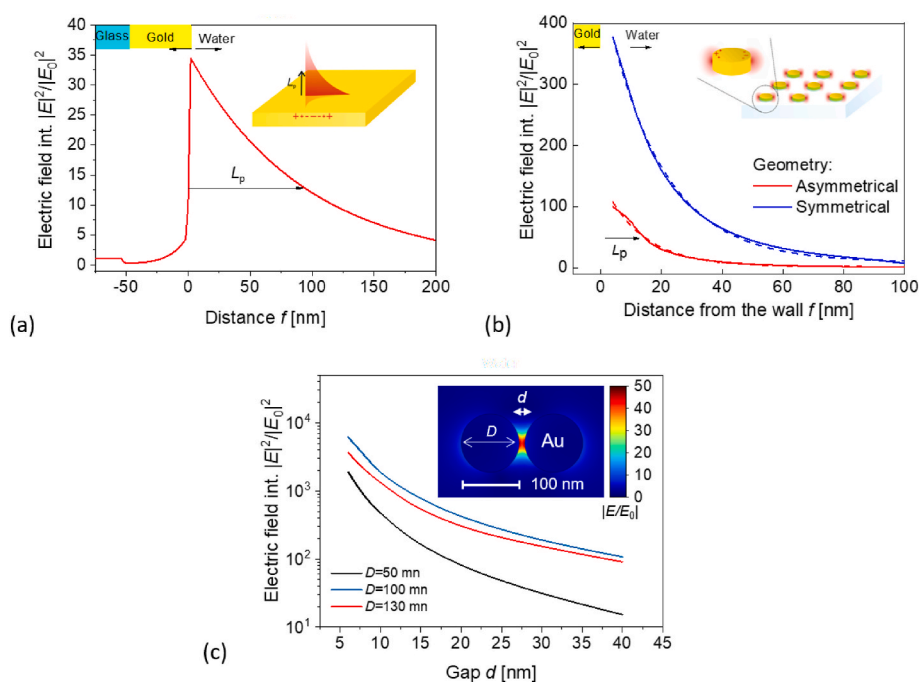 Electric field int. |E|²/|E₀|²
40
35
30
25
20
15
10
5
0
Glass
Gold
Water
Lₚ
Lₚ
-50
0
50
100
150
200
Distance f [nm]
(a)
Electric field int. |E|²/|E₀|²
400
300
200
100
0
Gold
Water
Geometry:
Asymmetrical
Symmetrical
Lₚ
0
20
40
60
80
100
Distance from the wall f [nm]
(b)
Electric field int. |E|²/|E₀|²
10⁴
10³
10²
10¹
d
D
Au
100 nm
50
40
30
20
10
0
|E/E₀|
D=50 mn
D=100 mn
D=130 mn
5
10
15
20
25
30
35
40
45
Gap d [nm]
(c)